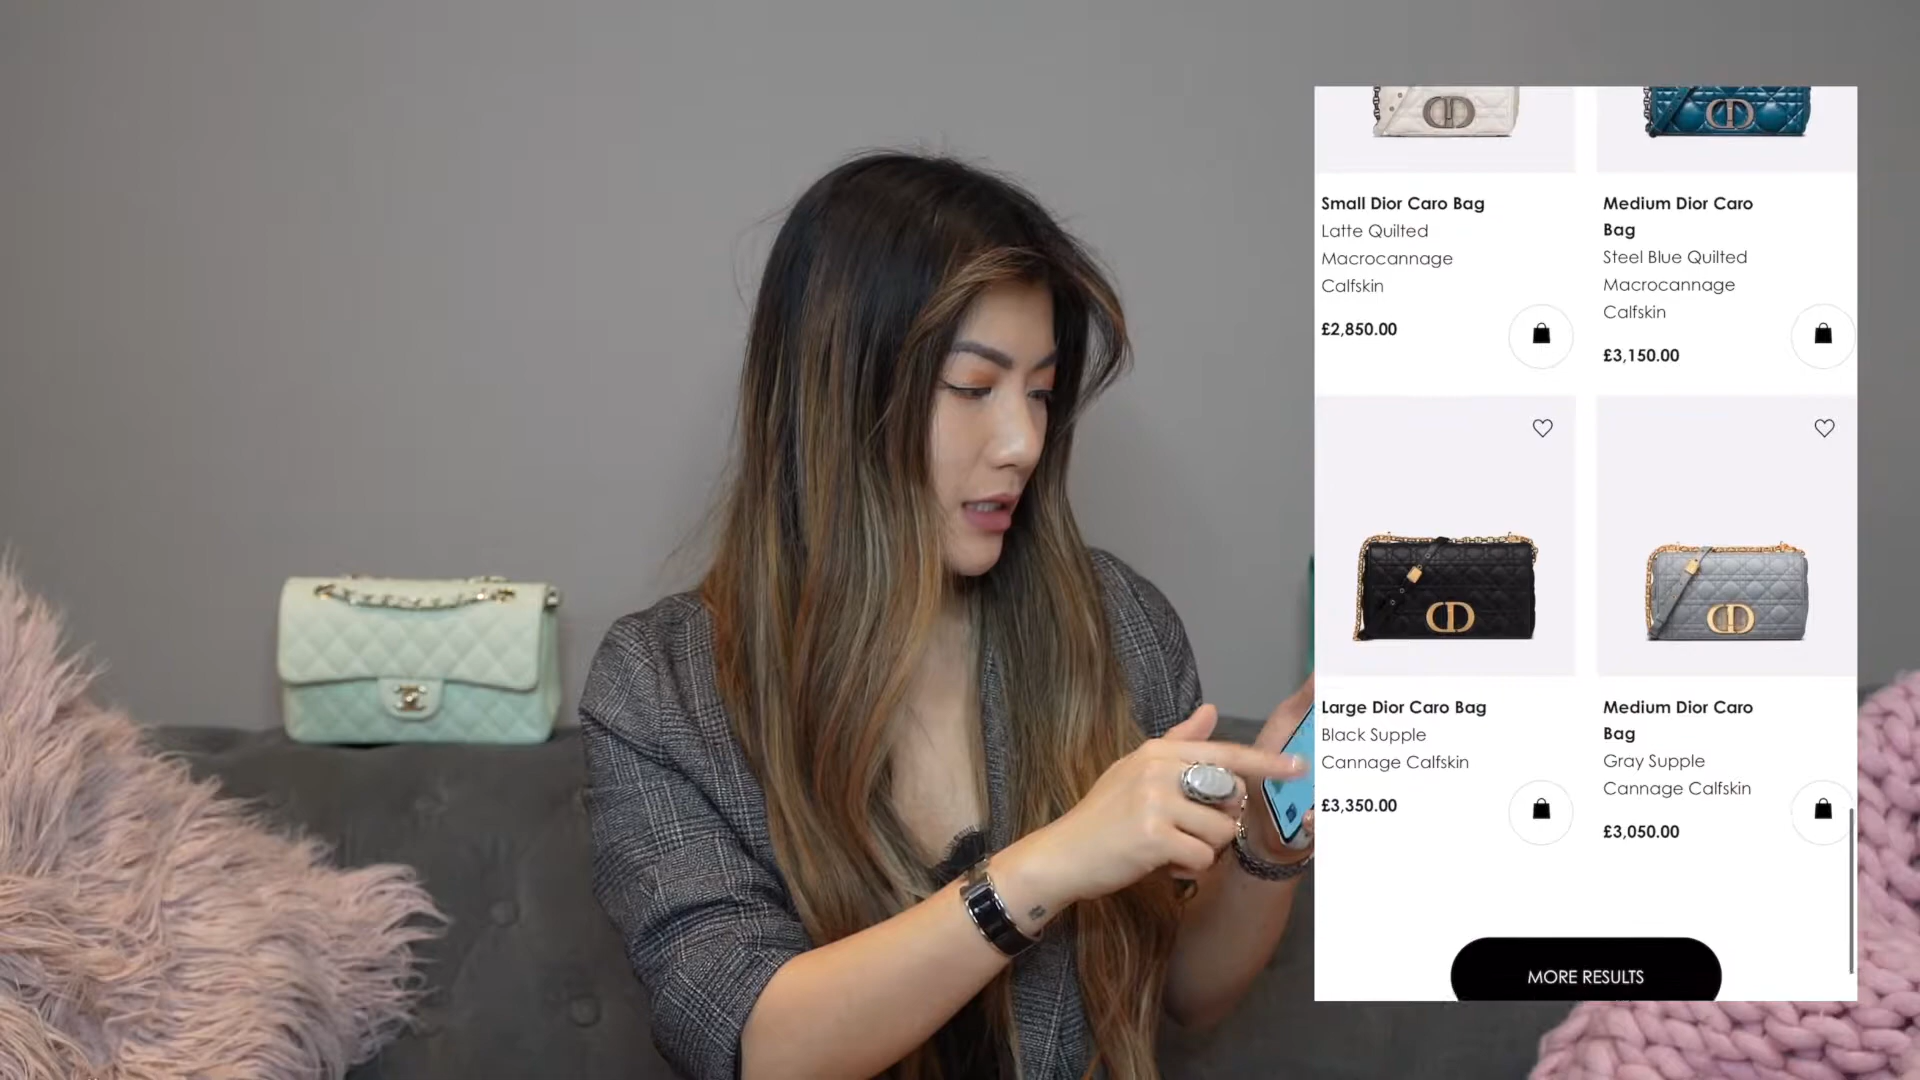 Small Dior Caro Bag
Latte Quilted
Macrocannage
Calfskin
£2,850.00
Medium Dior Caro
Bag
Steel Blue Quilted
Macrocannage
Calfskin
£3,150.00
Large Dior Caro Bag
Black Supple
Cannage Calfskin
£3,350.00
Medium Dior Caro
Bag
Gray Supple
Cannage Calfskin
£3,050.00
MORE RESULTS